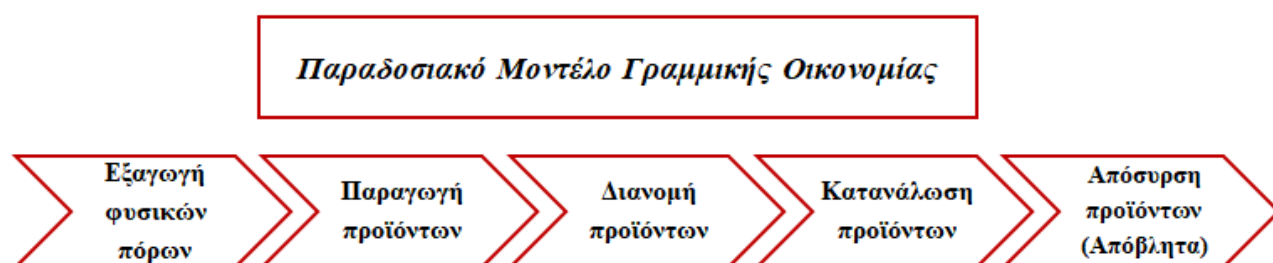 Παραδοσιακό Μοντέλο Γραμμικής Οικονομίας
Εξαγωγή
φυσικών
πόρων
Παραγωγή
προϊόντων
Διανομή
προϊόντων
Κατανάλωση
προϊόντων
Απόσυρση
προϊόντων
(Απόβλητα)